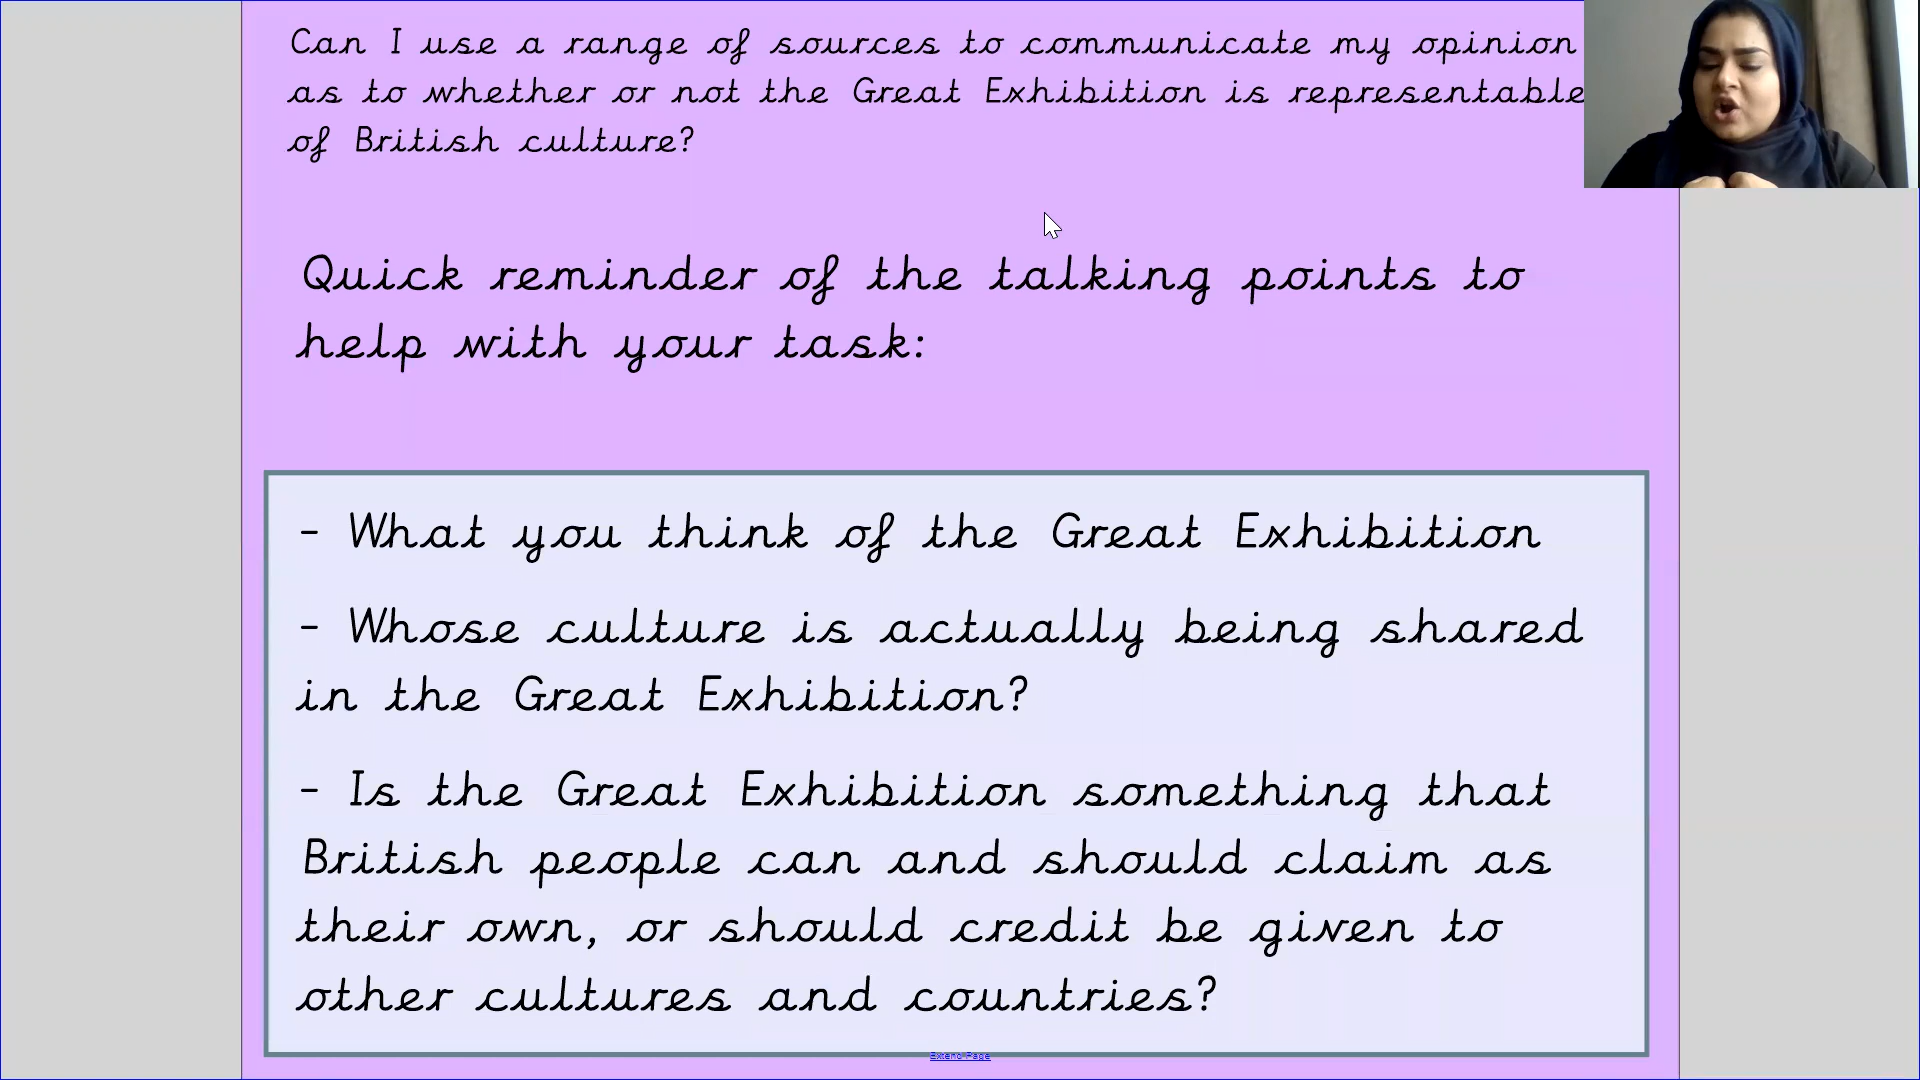 Can I use a range of sources to communicate my opinion
as to whether or not the Great Exhibition is representable
of British culture?
Quick reminder of the talking points to
help with your task:
- What you think of the Great Exhibition
- Whose culture is actually being shared
in the Great Exhibition?
- Is the Great Exhibition something that
British people can and should claim as
their own, or should credit be given to
other cultures and countries?
Extend Page